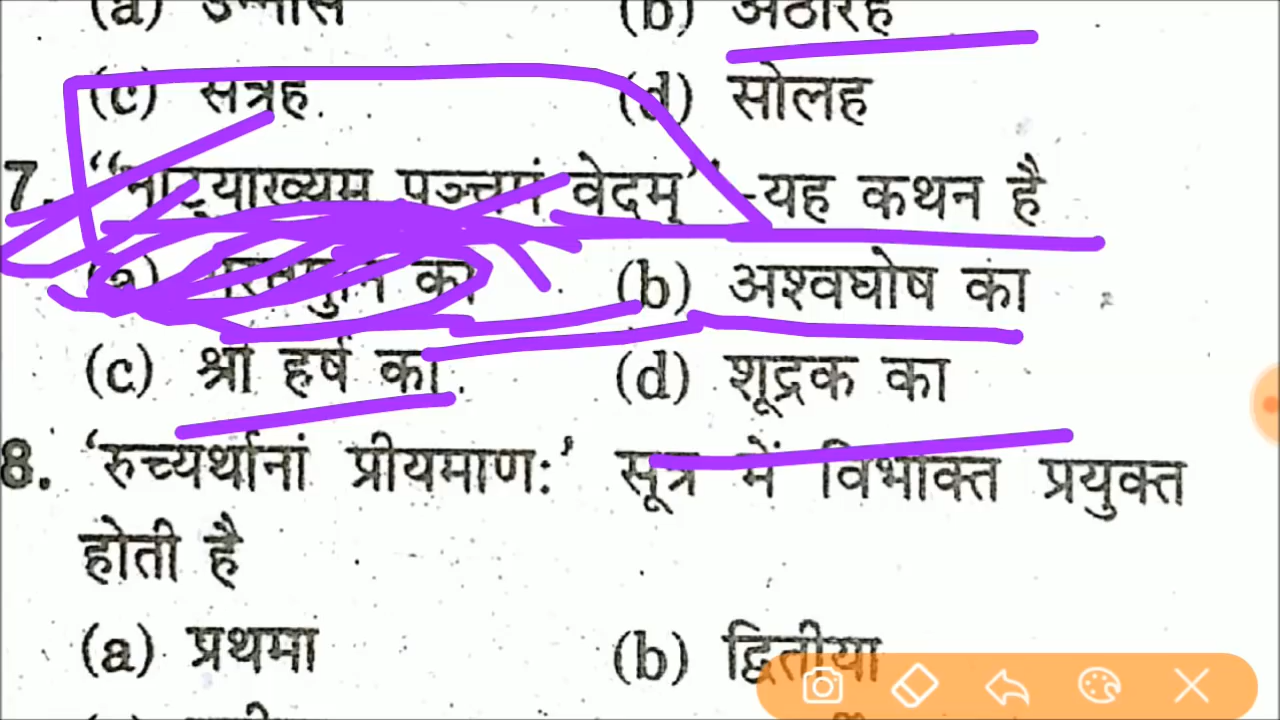 (a) उन्नीस (b) अठारह
(c) सत्रह (d) सोलह
7. ‘‘नाट्याख्यम पञ्चमं वेदम्’’-यह कथन है
(a) भरतमुनि का (b) अश्वघोष का
(c) श्री हर्ष का (d) शूद्रक का
8. ‘रुच्यर्थानां प्रीयमाणः’ सूत्र में विभक्ति प्रयुक्त
होती है
(a) प्रथमा (b) द्वितीया